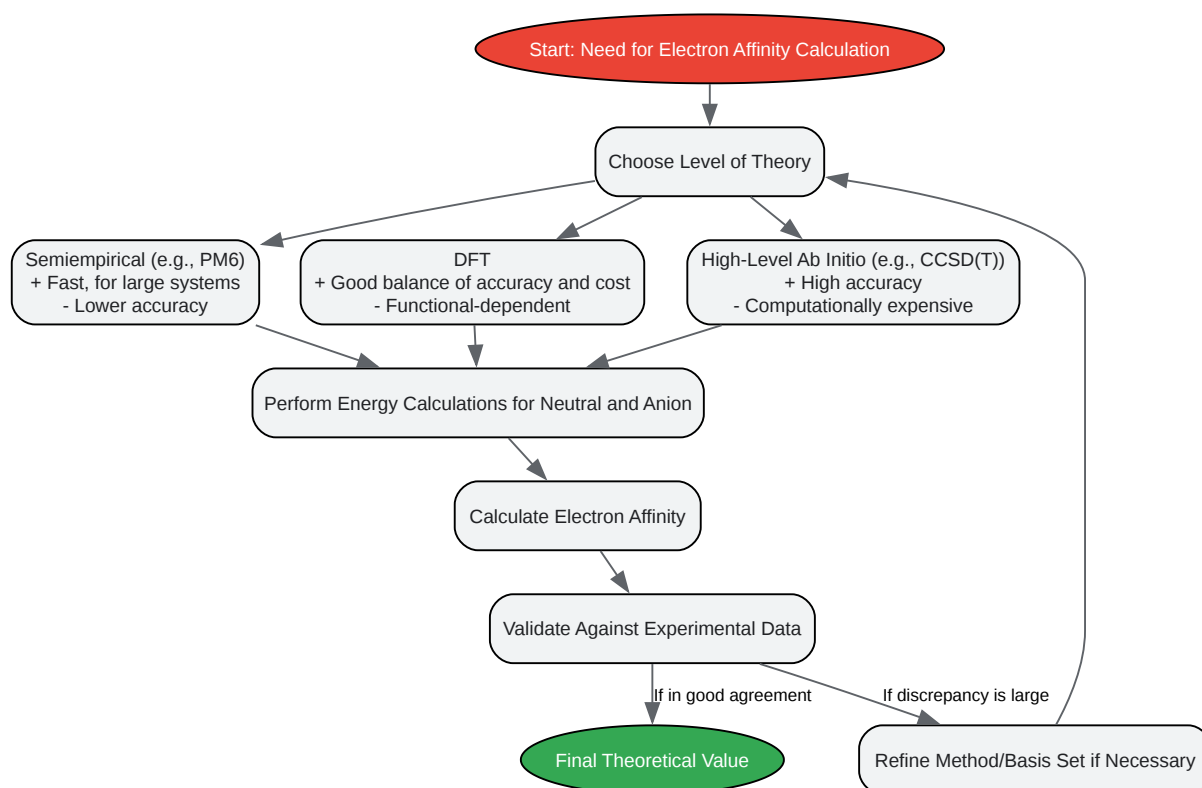 Start: Need for Electron Affinity Calculation
Choose Level of Theory
Semiempirical (e.g., PM6)
+ Fast, for large systems
- Lower accuracy
DFT
+ Good balance of accuracy and cost
- Functional-dependent
High-Level Ab Initio (e.g., CCSD(T))
+ High accuracy
- Computationally expensive
Perform Energy Calculations for Neutral and Anion
Calculate Electron Affinity
Validate Against Experimental Data
If in good agreement
If discrepancy is large
Final Theoretical Value
Refine Method/Basis Set if Necessary